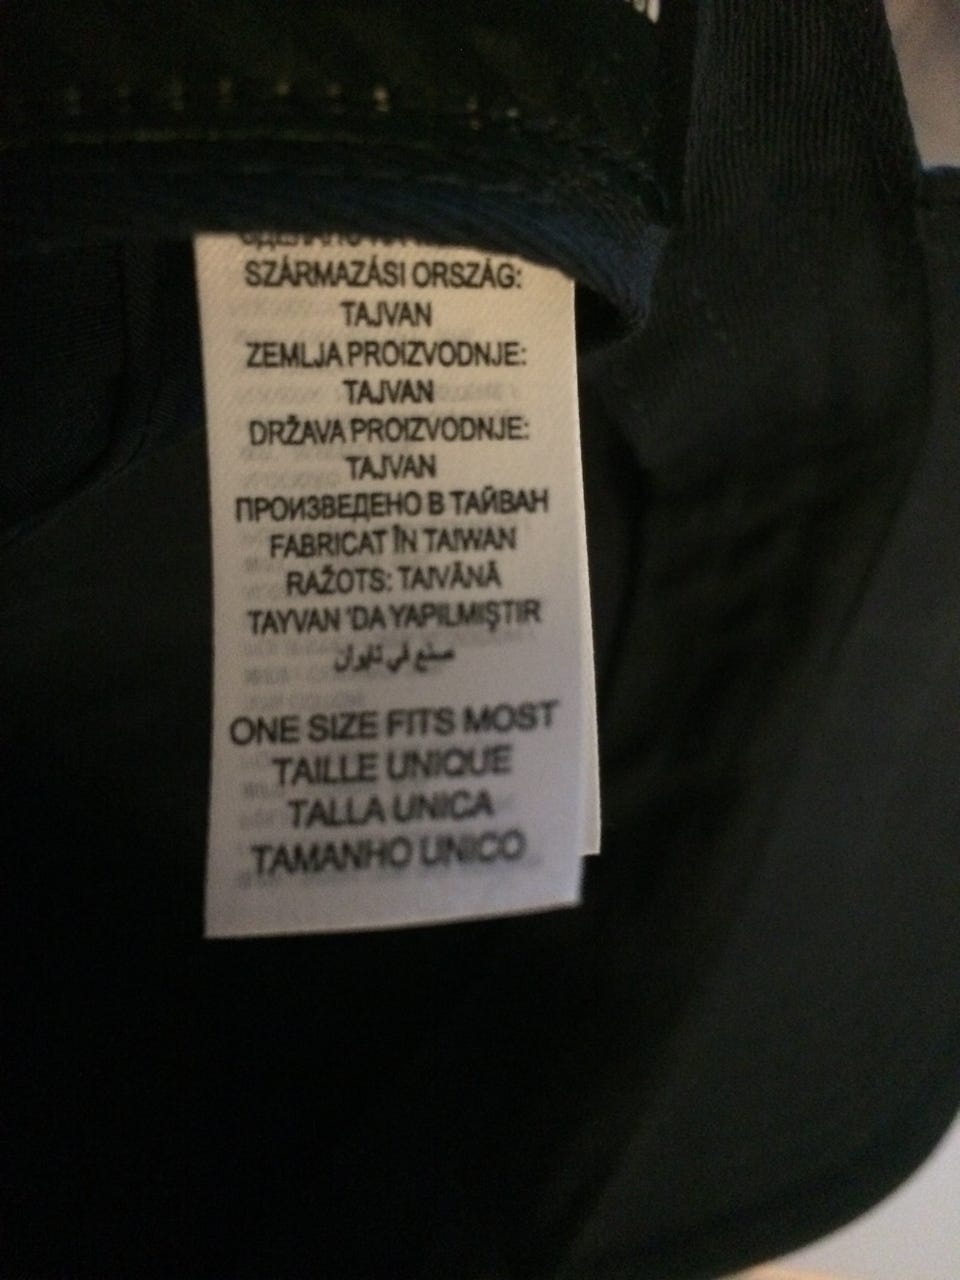 SZÁRMAZÁSI ORSZÁG:
TAJVAN
ZEMLJA PROIZVODNJE:
TAJVAN
DRŽAVA PROIZVODNJE:
TAJVAN
ПРОИЗВЕДЕНО В ТАЙВАН
FABRICAT ÎN TAIWAN
RAŽOTS: TAIVĀNĀ
TAYVAN 'DA YAPILMIŞTIR
صنع في تايوان
ONE SIZE FITS MOST
TAILLE UNIQUE
TALLA UNICA
TAMANHO UNICO